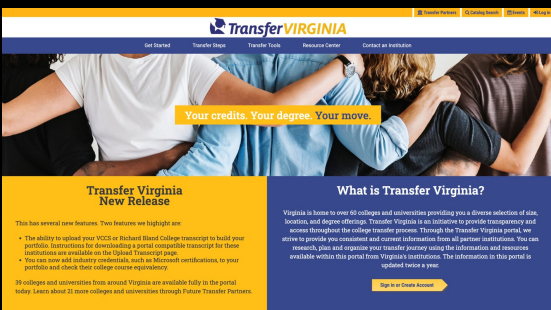 Transfer Partners Catalog Search Events Log In
Transfer VIRGINIA
Get Started Transfer Steps Transfer Tools Resource Center Contact an Institution
Your credits. Your degree. Your move.
Transfer Virginia
New Release
This has several new features. Two features we highlight are:
• The ability to upload your VCCS or Richard Bland College transcript to build your
portfolio. Instructions for downloading a portal compatible transcript for these
institutions are available on the Upload Transcript page.
• You can now add industry credentials, such as Microsoft certifications, to your
portfolio and check their college course equivalency.
39 colleges and universities from around Virginia are available fully in the portal
today. Learn about 21 more colleges and universities through Future Transfer Partners.
What is Transfer Virginia?
Virginia is home to over 60 colleges and universities providing you a diverse selection of size,
location, and degree offerings. Transfer Virginia is an initiative to provide transparency and
access throughout the college transfer process. Through the Transfer Virginia portal, we
strive to provide you consistent and current information from all partner institutions. You can
research, plan and organize your transfer journey using the information and resources
available within this portal from Virginia's institutions. The information in this portal is
updated twice a year.
Sign in or Create Account